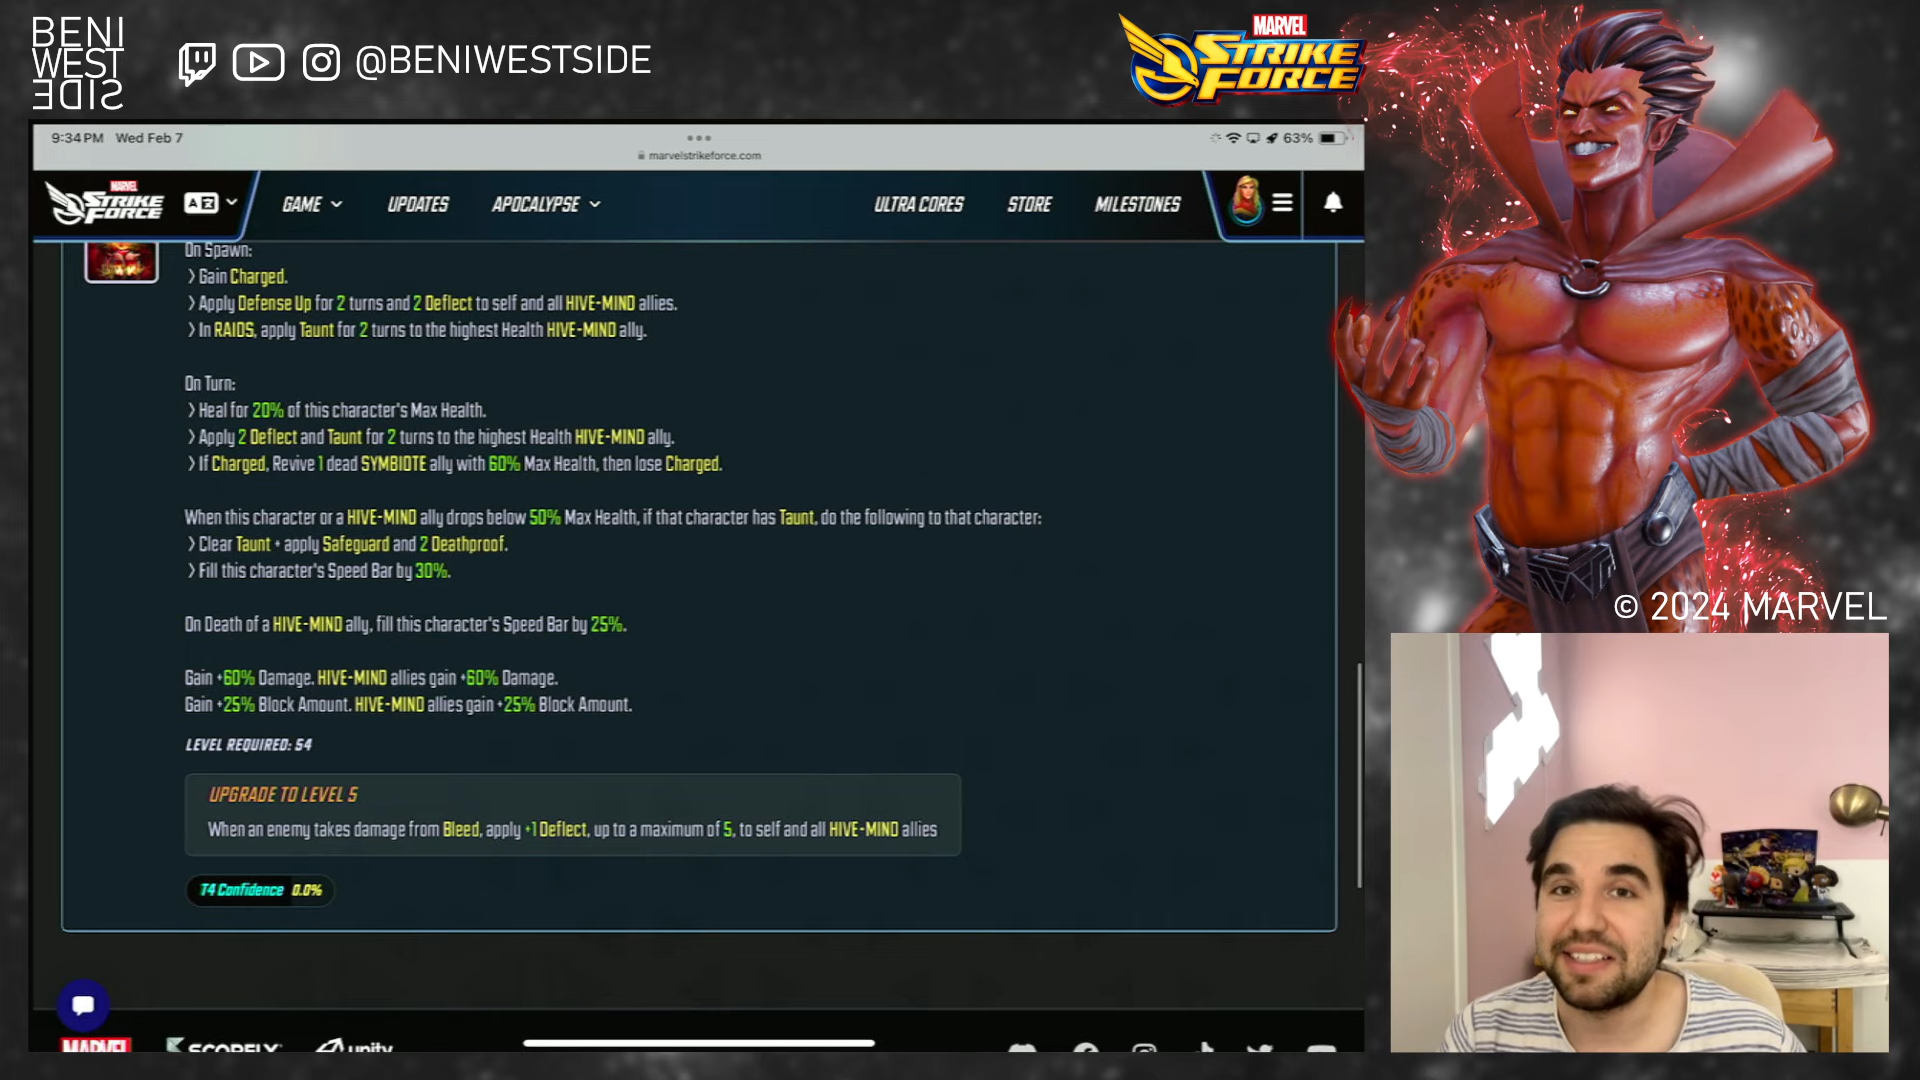 BENI
WEST
SIDE
@BENIWESTSIDE
MARVEL
STRIKE
FORCE
9:34 PM Wed Feb 7
marvelstrikeforce.com
63%
MARVEL
STRIKE
FORCE
GAME
UPDATES
APOCALYPSE
ULTRA CORES
STORE
MILESTONES
On Spawn:
> Gain Charged.
> Apply Defense Up for 2 turns and 2 Deflect to self and all HIVE-MIND allies.
> In RAIDS, apply Taunt for 2 turns to the highest Health HIVE-MIND ally.
On Turn:
> Heal for 20% of this character's Max Health.
> Apply 2 Deflect and Taunt for 2 turns to the highest Health HIVE-MIND ally.
> If Charged, Revive 1 dead SYMBIOTE ally with 60% Max Health, then lose Charged.
When this character or a HIVE-MIND ally drops below 50% Max Health, if that character has Taunt, do the following to that character:
> Clear Taunt + apply Safeguard and 2 Deathproof.
> Fill this character's Speed Bar by 30%.
On Death of a HIVE-MIND ally, fill this character's Speed Bar by 25%.
Gain +60% Damage. HIVE-MIND allies gain +60% Damage.
Gain +25% Block Amount. HIVE-MIND allies gain +25% Block Amount.
LEVEL REQUIRED: 54
UPGRADE TO LEVEL 5
When an enemy takes damage from Bleed, apply +1 Deflect, up to a maximum of 5, to self and all HIVE-MIND allies
T4 Confidence 0.0%
MARVEL
SCOPELY
unity
© 2024 MARVEL